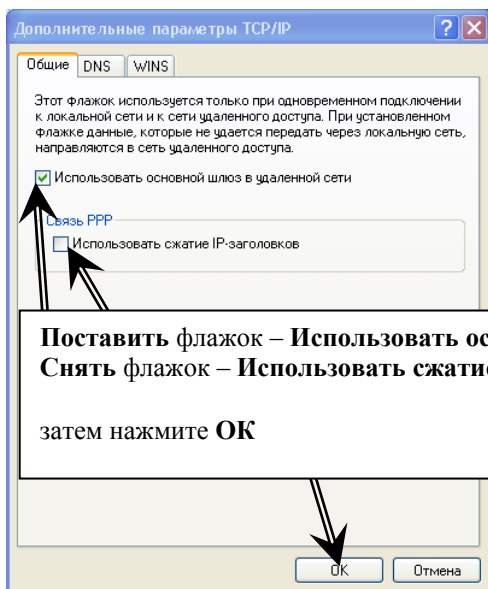 Дополнительные параметры TCP/IP
Общие DNS WINS
Этот флажок используется только при одновременном подключении
к локальной сети и к сети удаленного доступа. При установленном
флажке данные, которые не удается передать через локальную сеть,
направляются в сеть удаленного доступа.
Использовать основной шлюз в удаленной сети
Связь PPP
Использовать сжатие IP-заголовков
Поставить флажок – Использовать ос
Снять флажок – Использовать сжатие
затем нажмите ОК
OK Отмена